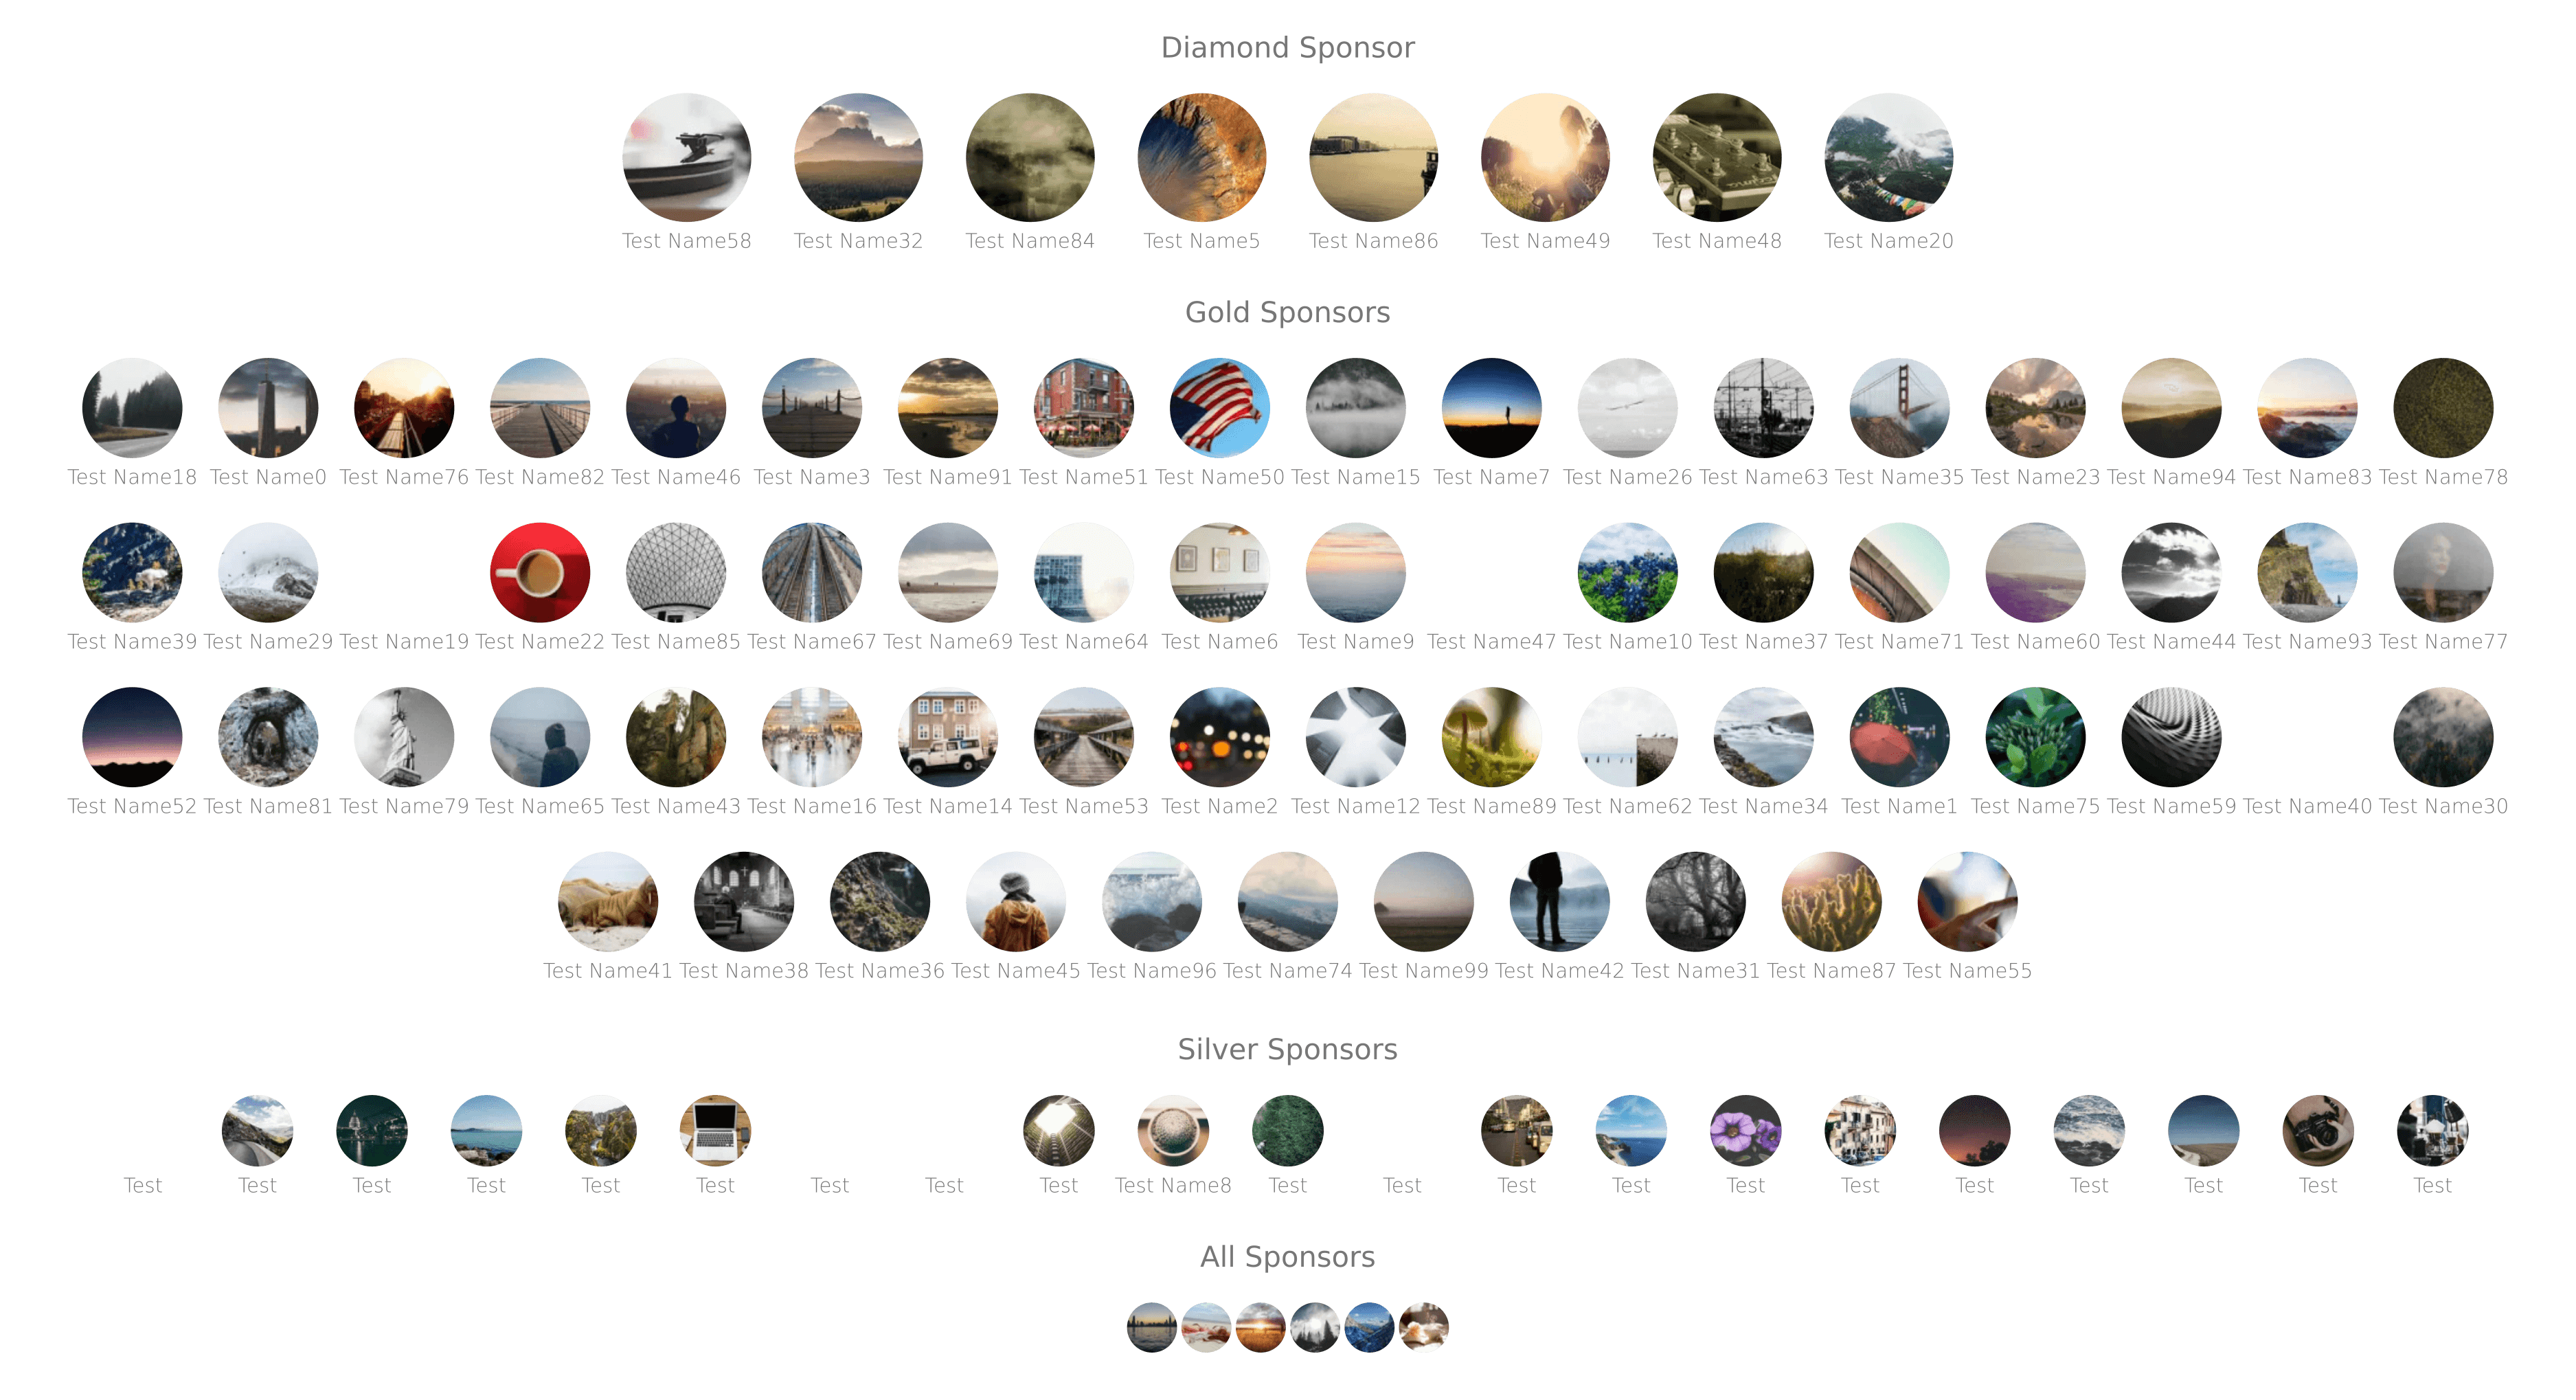 Diamond Sponsor
Test Name58 Test Name32 Test Name84 Test Name5 Test Name86 Test Name49 Test Name48 Test Name20
Gold Sponsors
Test Name18 Test Name0 Test Name76 Test Name82 Test Name46 Test Name3 Test Name91 Test Name51 Test Name50 Test Name15 Test Name7 Test Name26 Test Name63 Test Name35 Test Name23 Test Name94 Test Name83 Test Name78
Test Name39 Test Name29 Test Name19 Test Name22 Test Name85 Test Name67 Test Name69 Test Name64 Test Name6 Test Name9 Test Name47 Test Name10 Test Name37 Test Name71 Test Name60 Test Name44 Test Name93 Test Name77
Test Name52 Test Name81 Test Name79 Test Name65 Test Name43 Test Name16 Test Name14 Test Name53 Test Name2 Test Name12 Test Name89 Test Name62 Test Name34 Test Name1 Test Name75 Test Name59 Test Name40 Test Name30
Test Name41 Test Name38 Test Name36 Test Name45 Test Name96 Test Name74 Test Name99 Test Name42 Test Name31 Test Name87 Test Name55
Silver Sponsors
Test Test Test Test Test Test Test Test Test Test Name8 Test Test Test Test Test Test Test Test Test Test Test
All Sponsors